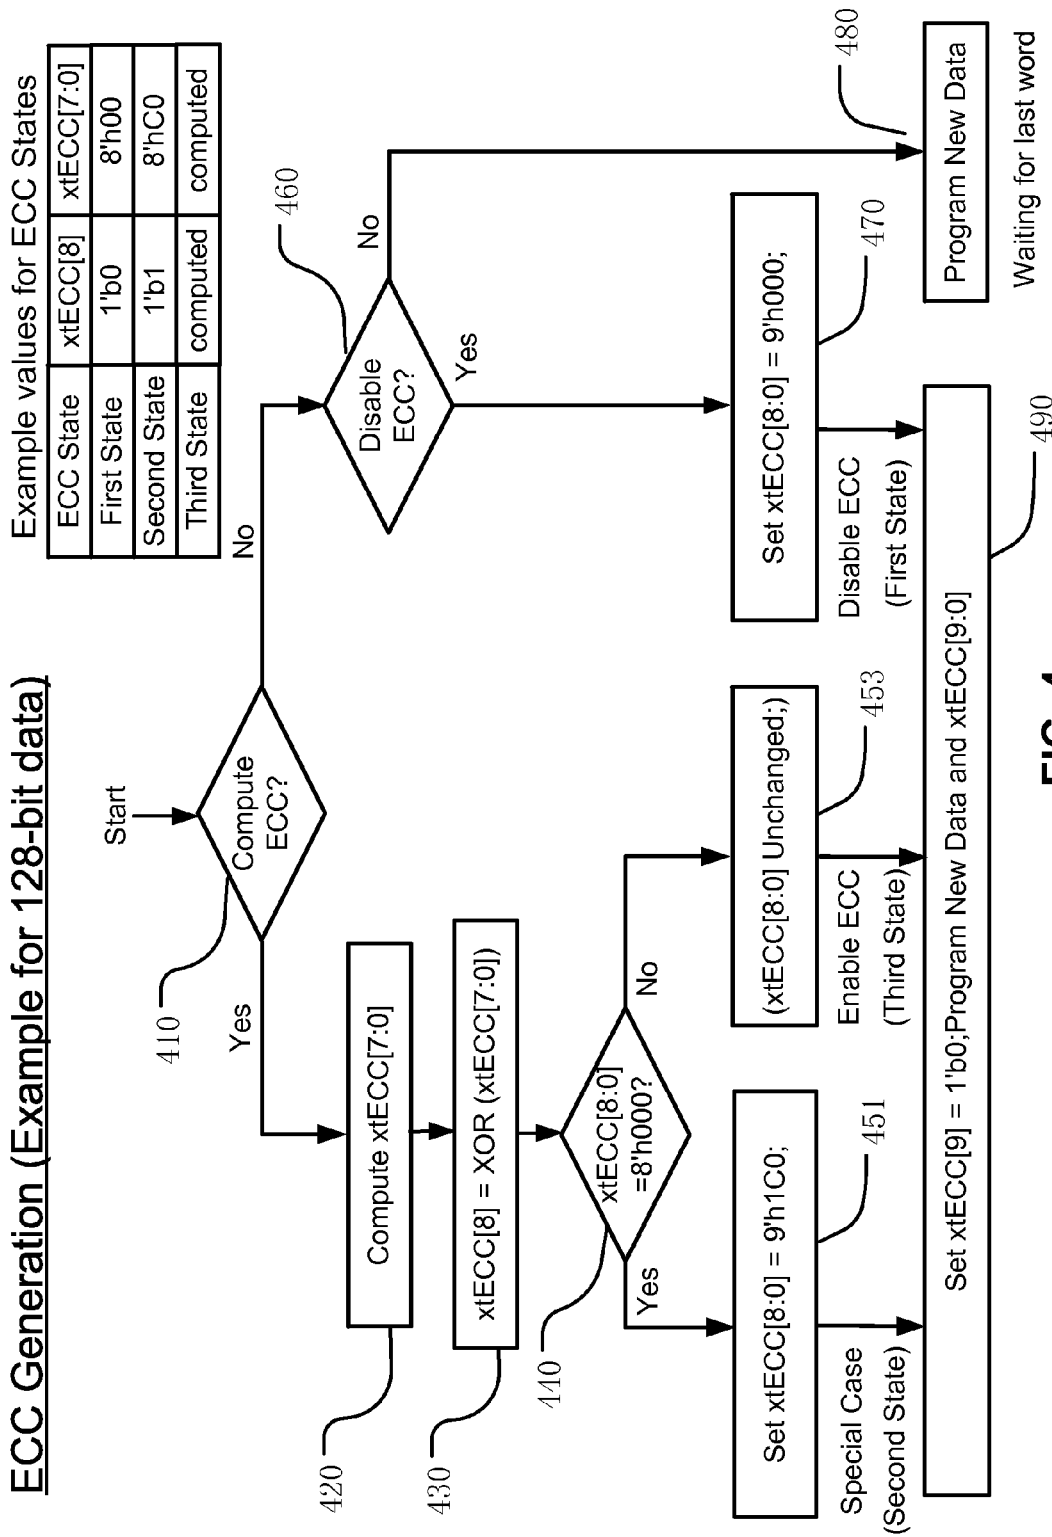 ECC Generation (Example for 128-bit data)
Example values for ECC States
ECC State xtECC[8] xtECC[7:0]
First State 1'b0 8'h00
Second State 1'b1 8'hC0
Third State computed computed
Start
Compute
ECC?
410
Yes
No
Compute xtECC[7:0]
420
xtECC[8] = XOR (xtECC[7:0])
430
xtECC[8:0]
=8'h000?
440
Yes
No
Disable
ECC?
460
Yes
No
Set xtECC[8:0] = 9'h1C0;
451
Special Case
(Second State)
(xtECC[8:0] Unchanged;)
453
Enable ECC
(Third State)
Set xtECC[8:0] = 9'h000;
470
Disable ECC
(First State)
Program New Data
480
Waiting for last word
Set xtECC[9] = 1'b0;Program New Data and xtECC[9:0]
490